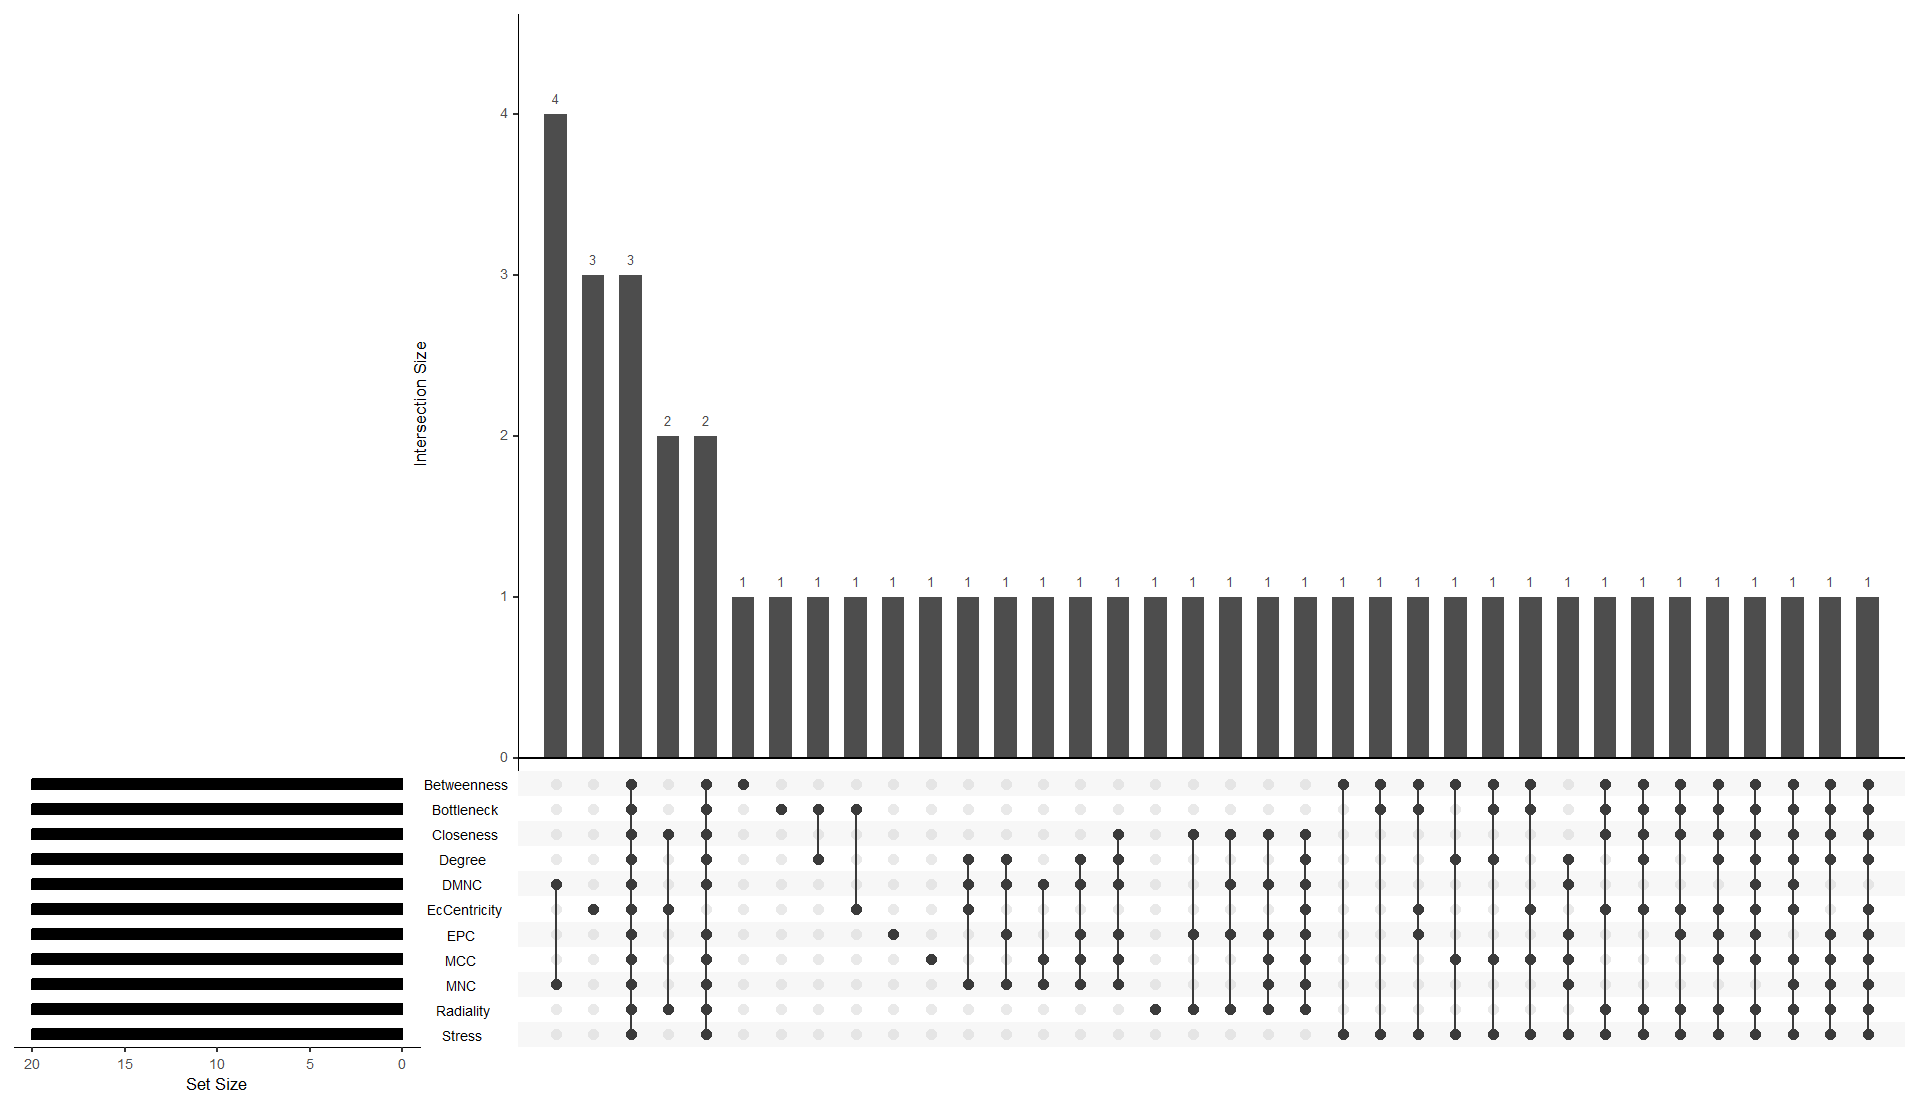 4
3 3
2 2
1 1 1 1 1 1 1 1 1 1 1 1 1 1 1 1 1 1 1 1 1 1 1 1 1 1 1 1 1 1 1
Intersection Size
4
3
2
1
0
Betweenness
Bottleneck
Closeness
Degree
DMNC
EcCentricity
EPC
MCC
MNC
Radiality
Stress
20 15 10 5 0
Set Size